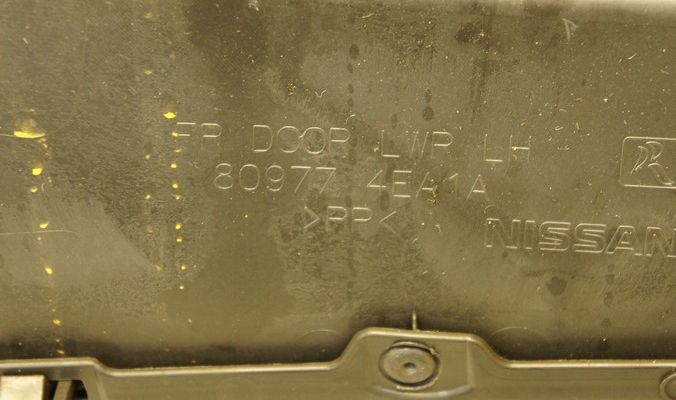 FR DOOR LWR LH
80977 4EA1A
>PP<
NISSAN